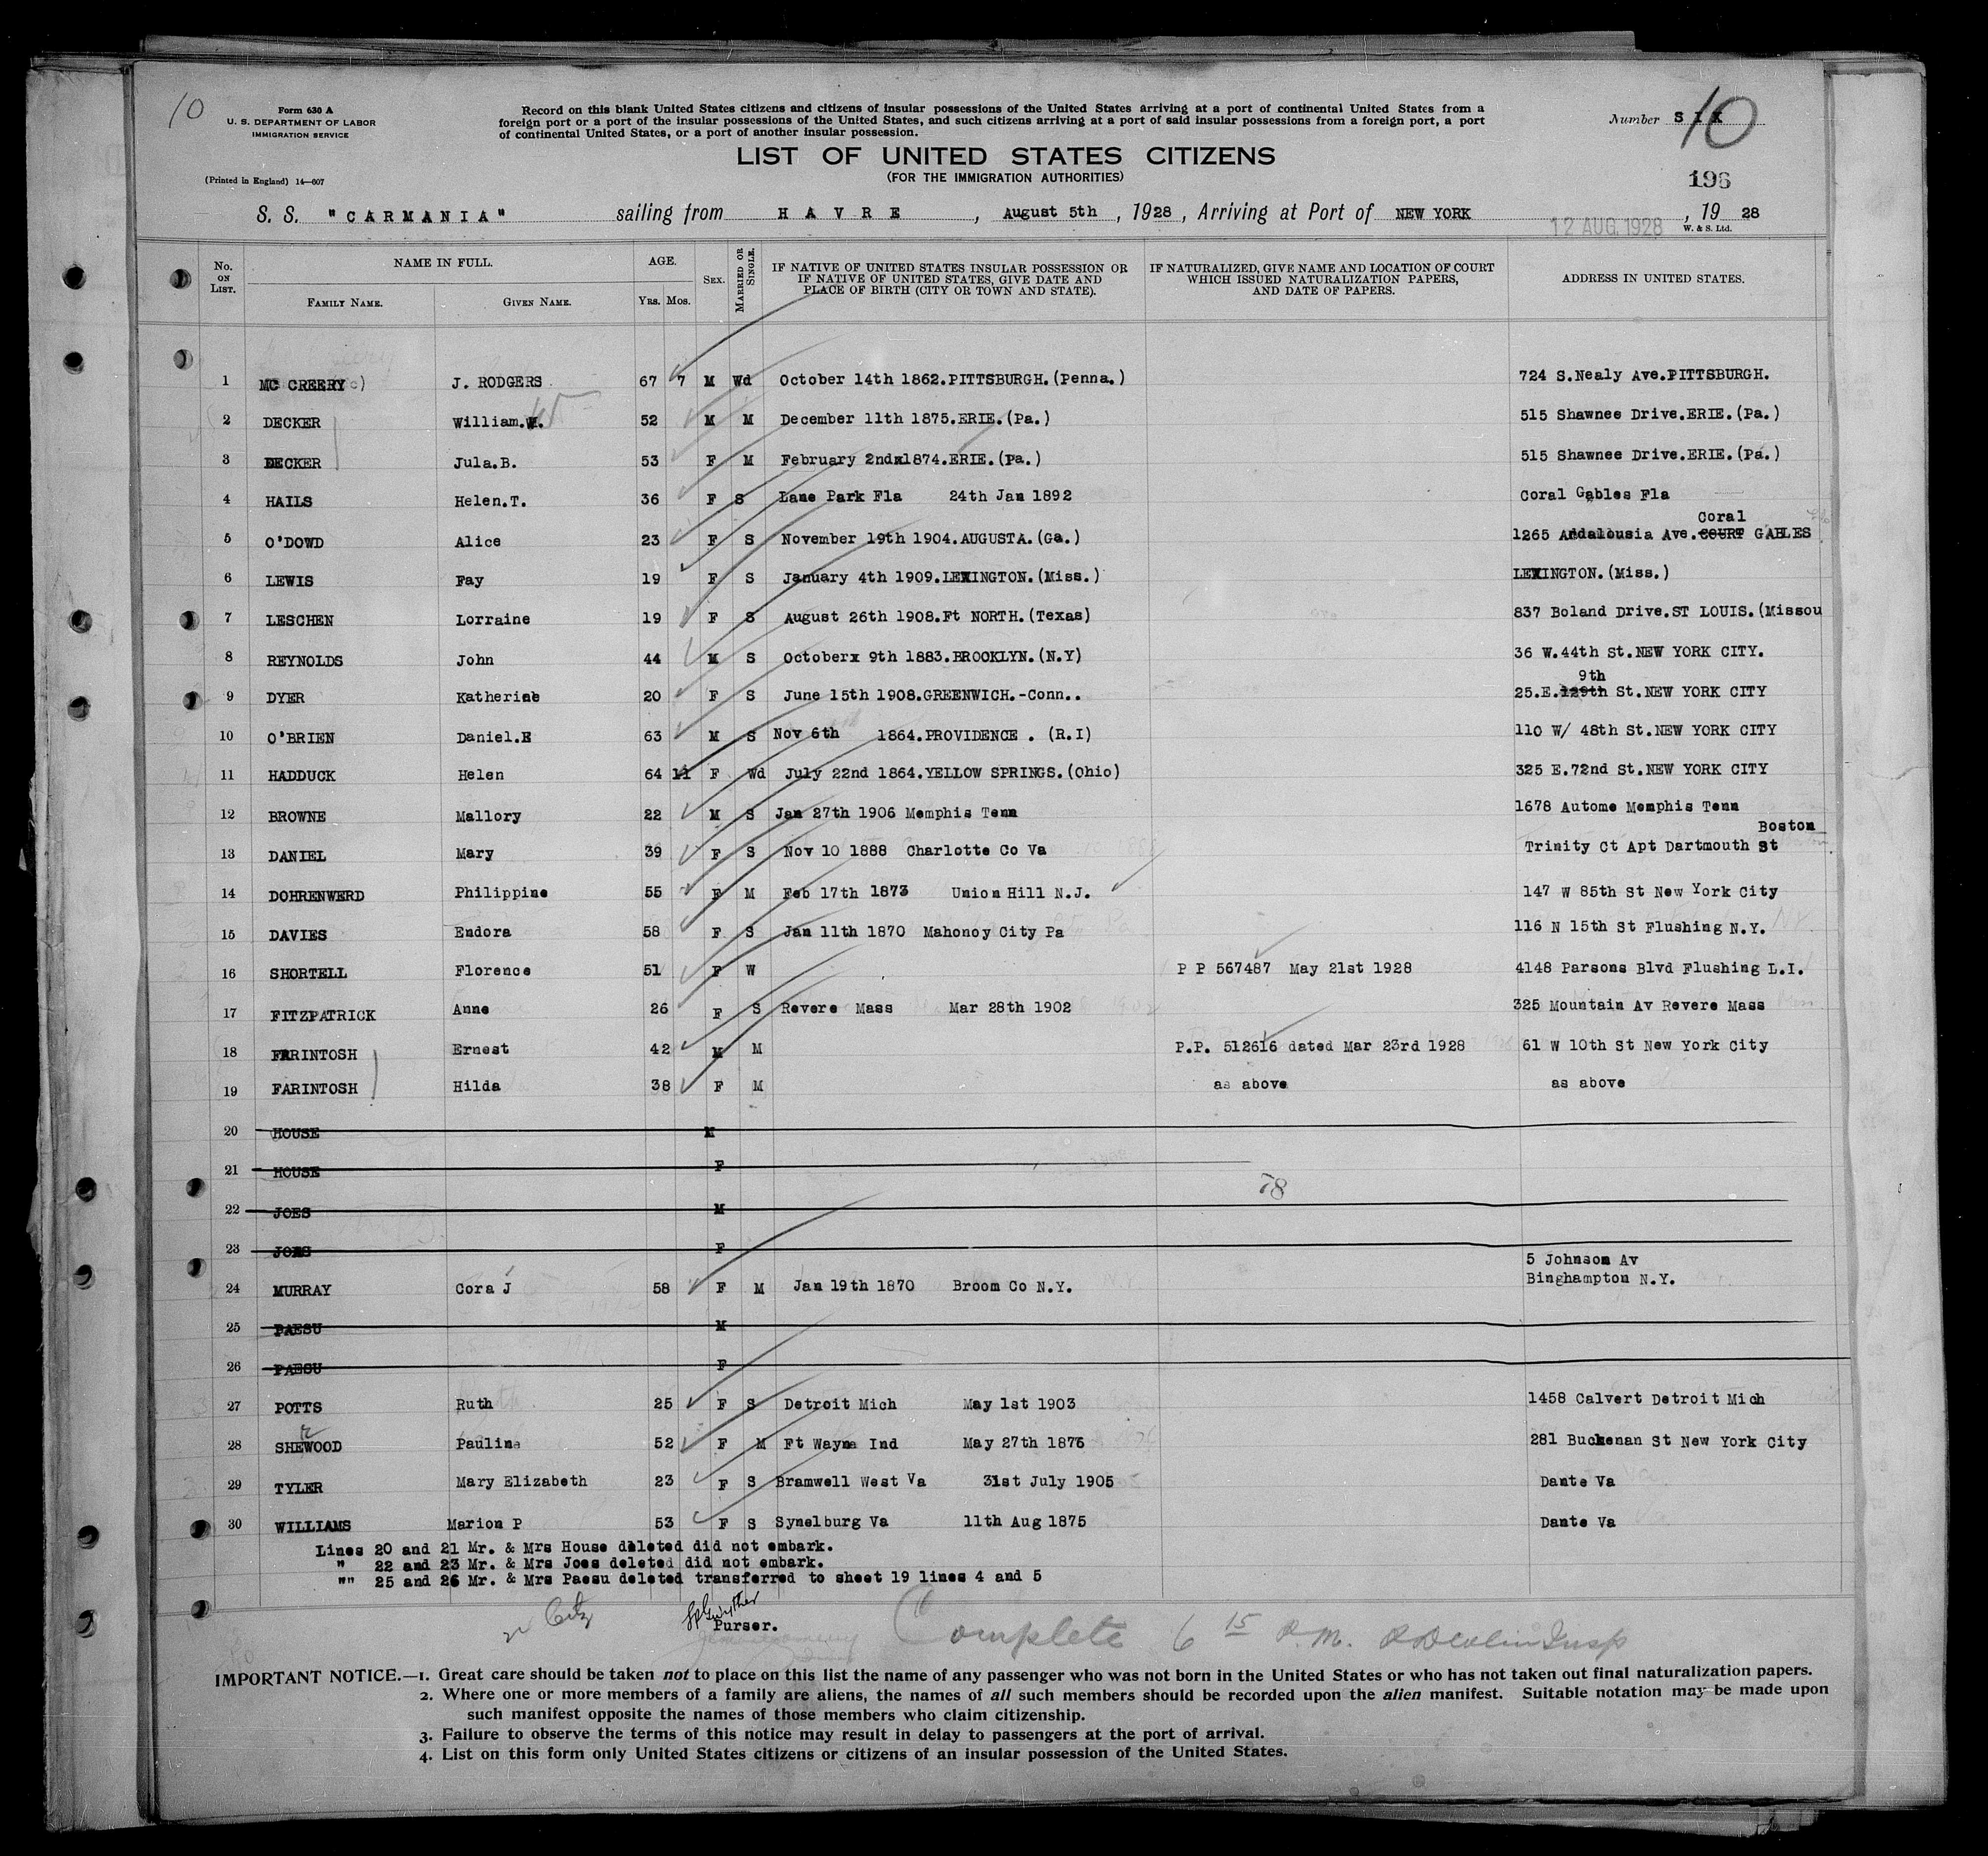 10
Form 630 A
U. S. DEPARTMENT OF LABOR
IMMIGRATION SERVICE
(Printed in England) 14—607
Record on this blank United States citizens and citizens of insular possessions of the United States arriving at a port of continental United States from a
foreign port or a port of the insular possessions of the United States, and such citizens arriving at a port of said insular possessions from a foreign port, a port
of continental United States, or a port of another insular possession.
Number SIX 10
LIST OF UNITED STATES CITIZENS
(FOR THE IMMIGRATION AUTHORITIES)
196
S. S. "CARMANIA" sailing from HAVRE, August 5th, 1928, Arriving at Port of NEW YORK 12 AUG. 1928, 19 28
W. & S. Ltd.
No. ON LIST. NAME IN FULL. FAMILY NAME. GIVEN NAME. AGE. YRS. MOS. SEX. MARRIED OR SINGLE. IF NATIVE OF UNITED STATES INSULAR POSSESSION OR IF NATIVE OF UNITED STATES, GIVE DATE AND PLACE OF BIRTH (CITY OR TOWN AND STATE). IF NATURALIZED, GIVE NAME AND LOCATION OF COURT WHICH ISSUED NATURALIZATION PAPERS, AND DATE OF PAPERS. ADDRESS IN UNITED STATES.
1 MC CREERY J. RODGERS 67 7 M Wd October 14th 1862.PITTSBURGH.(Penna.) 724 S.Nealy Ave.PITTSBURGH.
2 DECKER William. 52 M M December 11th 1875.ERIE.(Pa.) 515 Shawnee Drive.ERIE.(Pa.)
3 DECKER Jula.B. 53 F M February 2ndx1874.ERIE.(Pa.) 515 Shawnee Drive.ERIE.(Pa.)
4 HAILS Helen.T. 36 F S Lane Park Fla 24th Jan 1892 Coral Gables Fla
5 O'DOWD Alice 23 F S November 19th 1904.AUGUSTA.(Ga.) 1265 Andalousia Ave.COURT Coral GABLES
6 LEWIS Fay 19 F S January 4th 1909.LEXINGTON.(Miss.) LEXINGTON.(Miss.)
7 LESCHEN Lorraine 19 F S August 26th 1908.Ft NORTH.(Texas) 837 Boland Drive.ST LOUIS.(Missou
8 REYNOLDS John 44 M S Octoberx 9th 1883.BROOKLYN.(N.Y) 36 W.44th St.NEW YORK CITY.
9 DYER Katherine 20 F S June 15th 1908.GREENWICH.-Conn.. 25.E.129th 9th St.NEW YORK CITY
10 O'BRIEN Daniel.E 63 M S Nov 6th 1864.PROVIDENCE . (R.I) 110 W/ 48th St.NEW YORK CITY
11 HADDUCK Helen 64 11 F Wd July 22nd 1864.YELLOW SPRINGS.(Ohio) 325 E.72nd St.NEW YORK CITY
12 BROWNE Mallory 22 M S Jan 27th 1906 Memphis Tenn 1678 Autome Memphis Tenn
13 DANIEL Mary 39 F S Nov 10 1888 Charlotte Co Va Trinity Ct Apt Dartmouth St Boston
14 DOHRENWERD Philippine 55 F M Feb 17th 1873 Union Hill N.J. 147 W 85th St New York City
15 DAVIES Endora 58 F S Jan 11th 1870 Mahonoy City Pa 116 N 15th St Flushing N.Y.
16 SHORTELL Florence 51 F W P P 567487 May 21st 1928 4148 Parsons Blvd Flushing L.I.
17 FITZPATRICK Anne 26 F S Revere Mass Mar 28th 1902 325 Mountain Av Revere Mass
18 FARINTOSH Ernest 42 M M P.P. 512616 dated Mar 23rd 1928 61 W 10th St New York City
19 FARINTOSH Hilda 38 F M as above as above
20 HOUSE M
21 HOUSE F
78
22 JOES M
23 JOES F
24 MURRAY Cora J 58 F M Jan 19th 1870 Broom Co N.Y. 5 Johnson Av Binghampton N.Y.
25 PAESU M
26 PAESU F
27 POTTS Ruth 25 F S Detroit Mich May 1st 1903 1458 Calvert Detroit Mich
28 SHERWOOD Pauline 52 F M Ft Wayne Ind May 27th 1876 281 Buckenan St New York City
29 TYLER Mary Elizabeth 23 F S Bramwell West Va 31st July 1905 Dante Va
30 WILLIAMS Marion P 53 F S Synelburg Va 11th Aug 1875 Dante Va
Lines 20 and 21 Mr. & Mrs House deleted did not embark.
" 22 and 23 Mr. & Mrs Joes deleted did not embark.
"" 25 and 26 Mr. & Mrs Paesu deleted transferred to sheet 19 lines 4 and 5
Purser.
Complete 6 15 P.M.
IMPORTANT NOTICE.—1. Great care should be taken not to place on this list the name of any passenger who was not born in the United States or who has not taken out final naturalization papers.
2. Where one or more members of a family are aliens, the names of all such members should be recorded upon the alien manifest. Suitable notation may be made upon
such manifest opposite the names of those members who claim citizenship.
3. Failure to observe the terms of this notice may result in delay to passengers at the port of arrival.
4. List on this form only United States citizens or citizens of an insular possession of the United States.